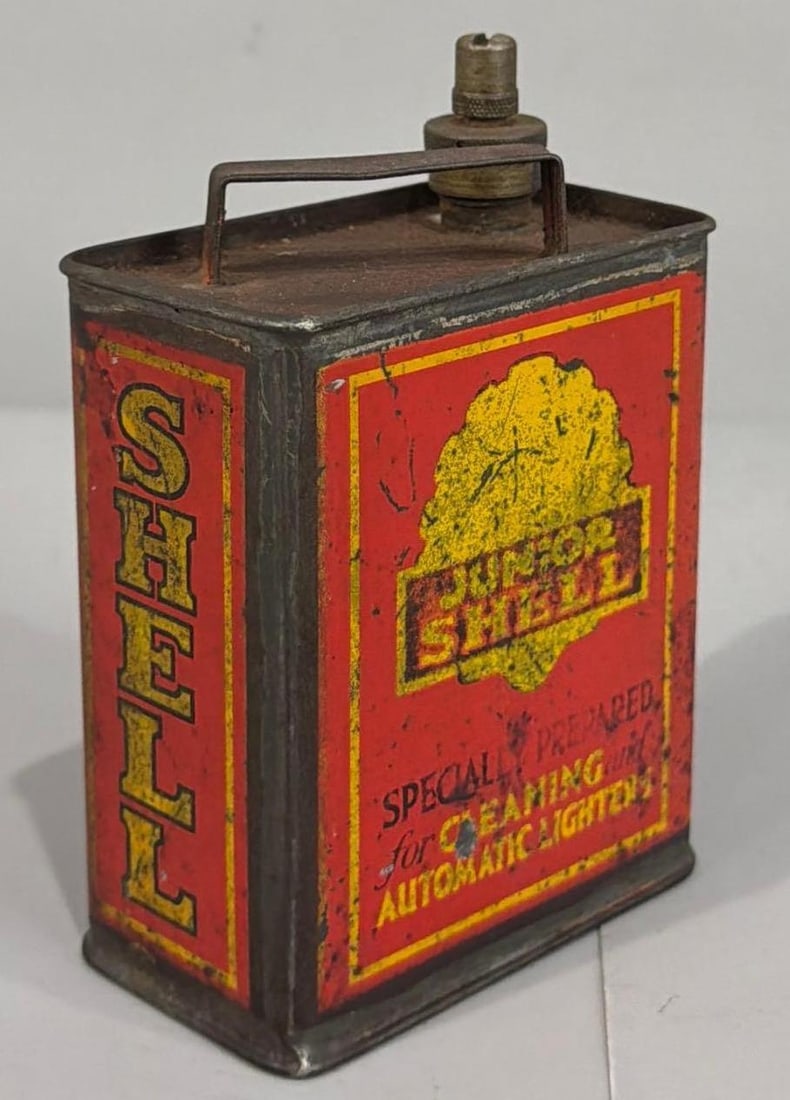 SHELL
JUNIOR
SHELL
SPECIALLY PREPARED
for CLEANING and
AUTOMATIC LIGHTERS